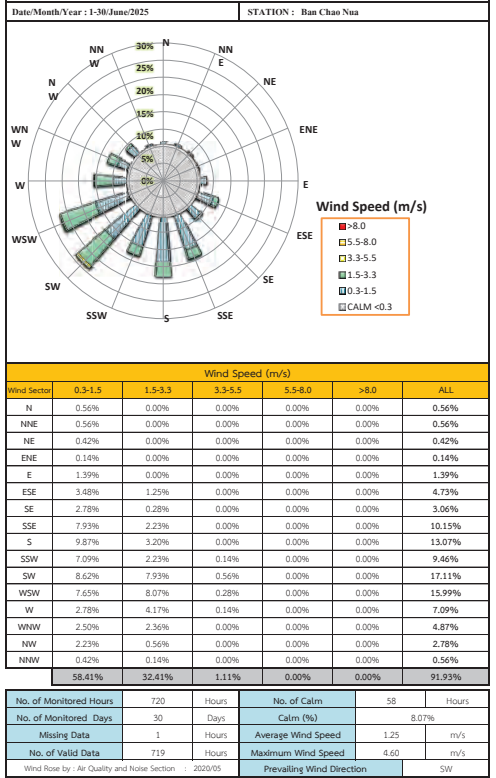 Date/Month/Year : 1-30/June/2025 STATION : Ban Chao Nua
30% N
NN
W
NN
E
25%
N
W
NE
20%
15%
WN
W
ENE
10%
5%
W 0% E
Wind Speed (m/s)
WSW ESE
>8.0
5.5-8.0
3.3-5.5
1.5-3.3
0.3-1.5
CALM <0.3
SW SE
SSW S SSE
Wind Speed (m/s)
Wind Sector 0.3-1.5 1.5-3.3 3.3-5.5 5.5-8.0 >8.0 ALL
N 0.56% 0.00% 0.00% 0.00% 0.00% 0.56%
NNE 0.56% 0.00% 0.00% 0.00% 0.00% 0.56%
NE 0.42% 0.00% 0.00% 0.00% 0.00% 0.42%
ENE 0.14% 0.00% 0.00% 0.00% 0.00% 0.14%
E 1.39% 0.00% 0.00% 0.00% 0.00% 1.39%
ESE 3.48% 1.25% 0.00% 0.00% 0.00% 4.73%
SE 2.78% 0.28% 0.00% 0.00% 0.00% 3.06%
SSE 7.93% 2.23% 0.00% 0.00% 0.00% 10.15%
S 9.87% 3.20% 0.00% 0.00% 0.00% 13.07%
SSW 7.09% 2.23% 0.14% 0.00% 0.00% 9.46%
SW 8.62% 7.93% 0.56% 0.00% 0.00% 17.11%
WSW 7.65% 8.07% 0.28% 0.00% 0.00% 15.99%
W 2.78% 4.17% 0.14% 0.00% 0.00% 7.09%
WNW 2.50% 2.36% 0.00% 0.00% 0.00% 4.87%
NW 2.23% 0.56% 0.00% 0.00% 0.00% 2.78%
NNW 0.42% 0.14% 0.00% 0.00% 0.00% 0.56%
58.41% 32.41% 1.11% 0.00% 0.00% 91.93%
No. of Monitored Hours 720 Hours No. of Calm 58 Hours
No. of Monitored Days 30 Days Calm (%) 8.07%
Missing Data 1 Hours Average Wind Speed 1.25 m/s
No. of Valid Data 719 Hours Maximum Wind Speed 4.60 m/s
Wind Rose by : Air Quality and Noise Section : 2020/05 Prevailing Wind Direction SW